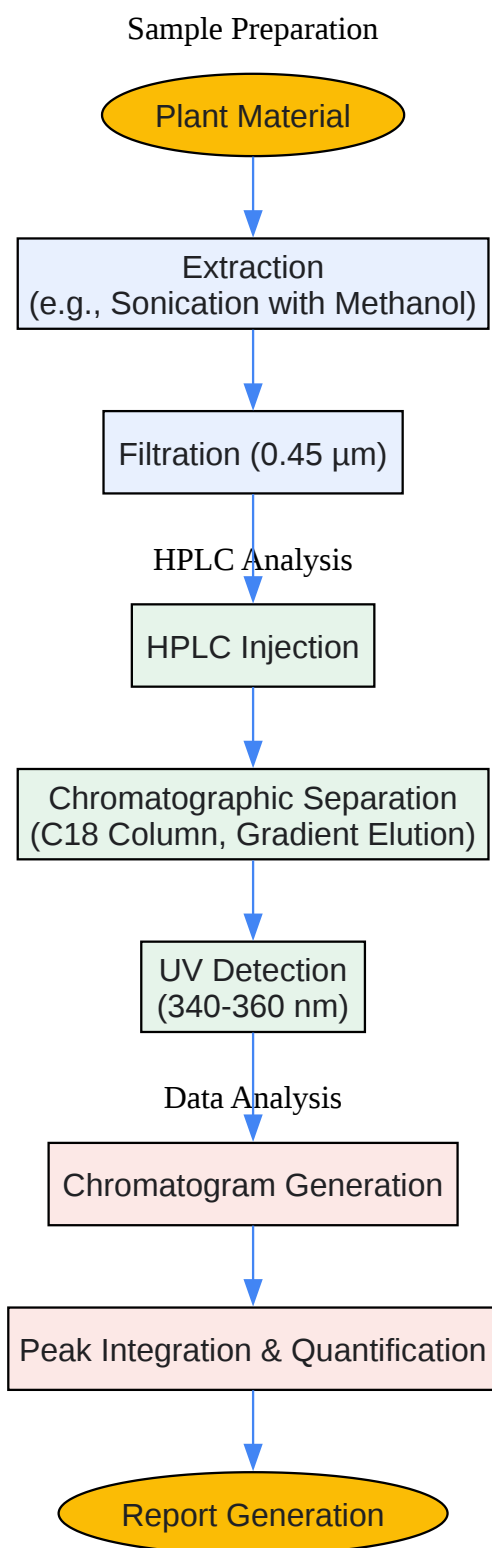 Sample Preparation
Plant Material
Extraction
(e.g., Sonication with Methanol)
Filtration (0.45 µm)
HPLC Analysis
HPLC Injection
Chromatographic Separation
(C18 Column, Gradient Elution)
UV Detection
(340-360 nm)
Data Analysis
Chromatogram Generation
Peak Integration & Quantification
Report Generation